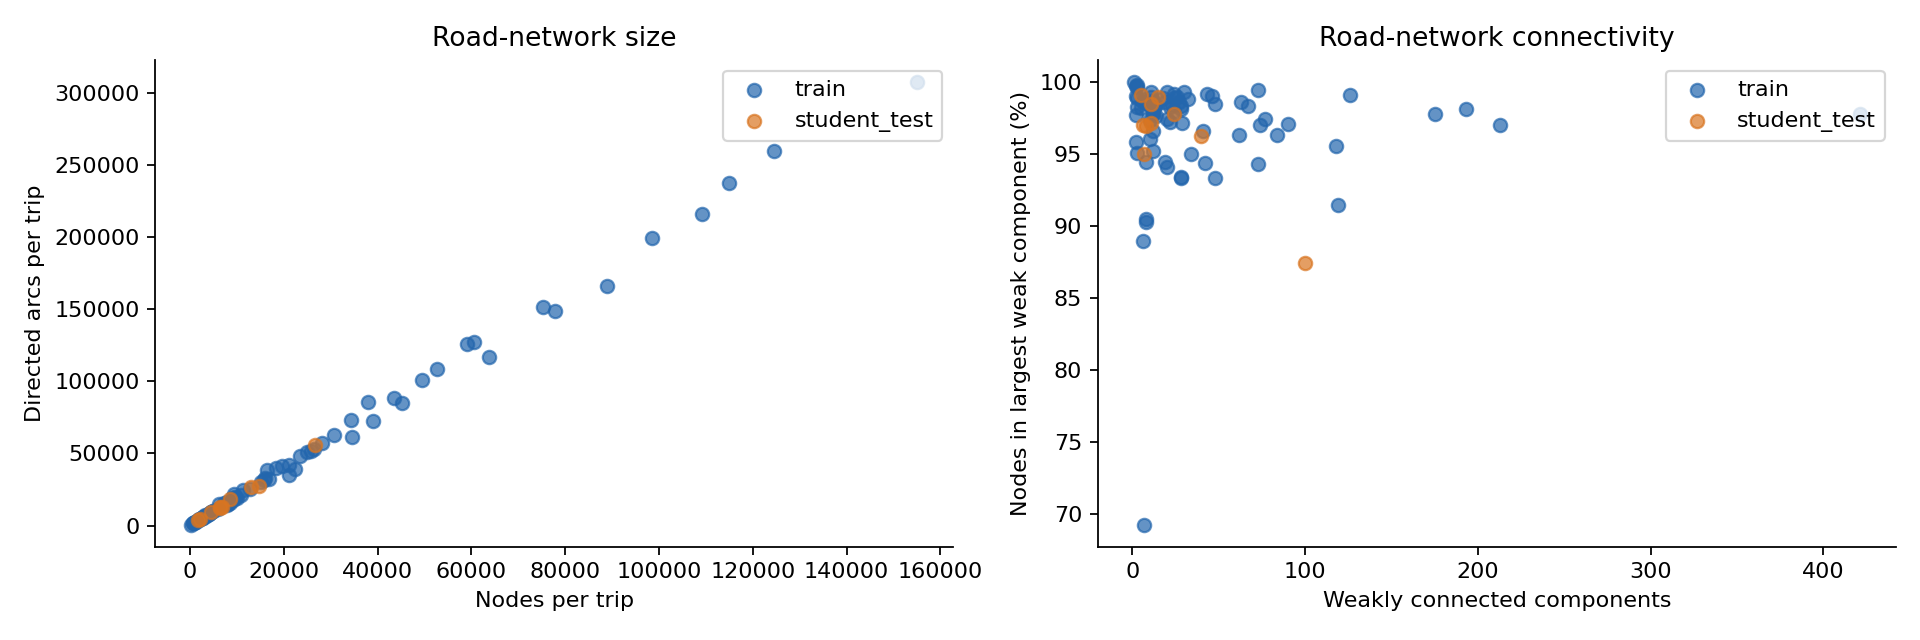 Road-network size
train
student_test
300000
250000
200000
150000
100000
50000
0
Directed arcs per trip
0 20000 40000 60000 80000 100000 120000 140000 160000
Nodes per trip
Road-network connectivity
train
student_test
100
95
90
85
80
75
70
Nodes in largest weak component (%)
0 100 200 300 400
Weakly connected components